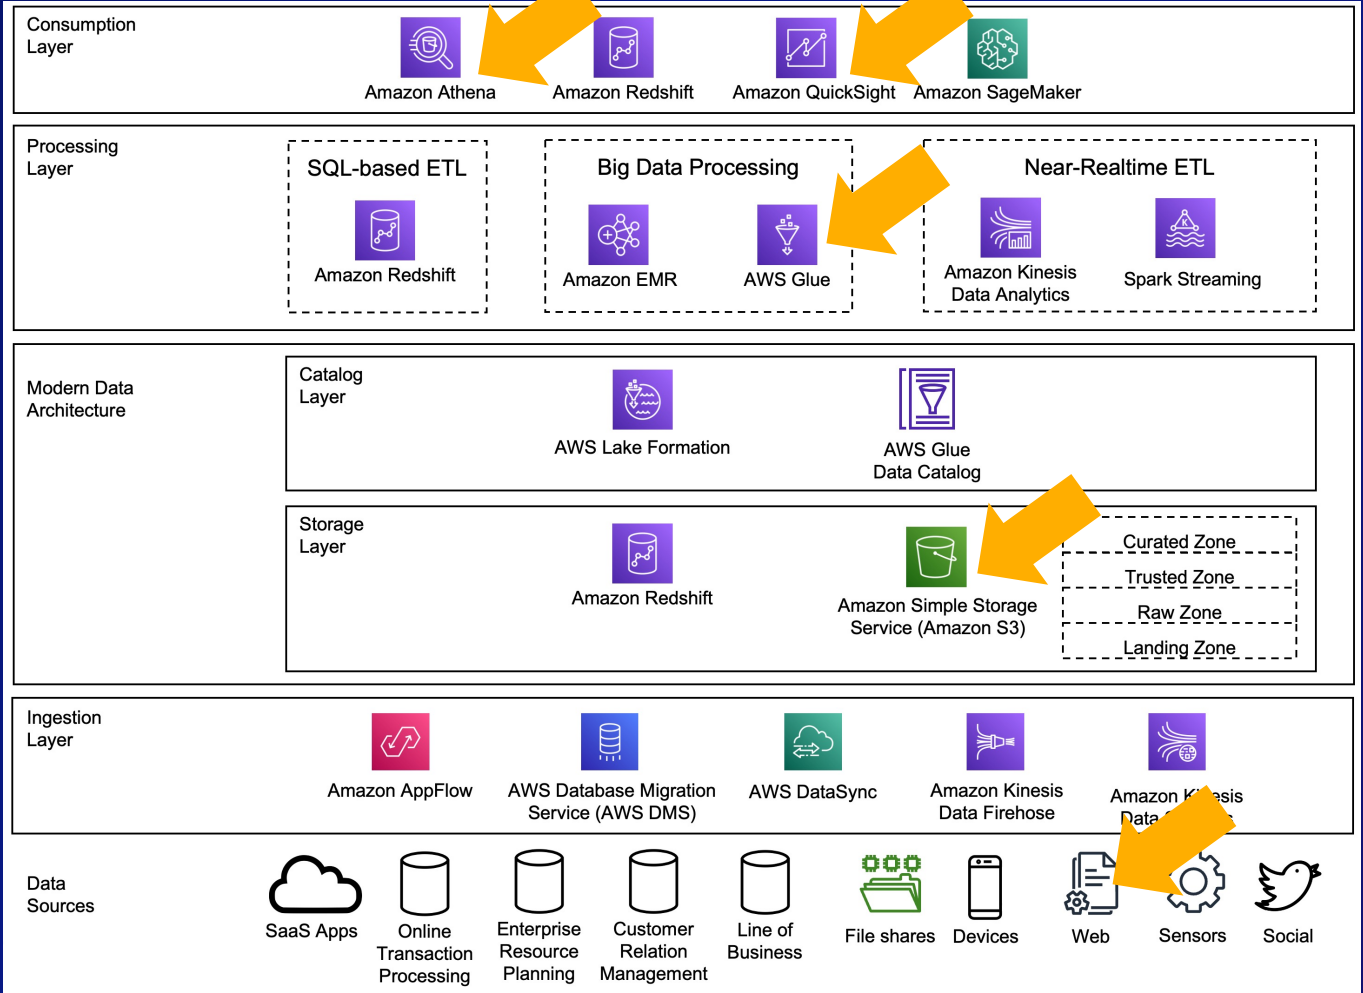 Consumption
Layer
Amazon Athena
Amazon Redshift
Amazon QuickSight
Amazon SageMaker
Processing
Layer
SQL-based ETL
Amazon Redshift
Big Data Processing
Amazon EMR
AWS Glue
Near-Realtime ETL
Amazon Kinesis
Data Analytics
Spark Streaming
Modern Data
Architecture
Catalog
Layer
AWS Lake Formation
AWS Glue
Data Catalog
Storage
Layer
Amazon Redshift
Amazon Simple Storage
Service (Amazon S3)
Curated Zone
Trusted Zone
Raw Zone
Landing Zone
Ingestion
Layer
Amazon AppFlow
AWS Database Migration
Service (AWS DMS)
AWS DataSync
Amazon Kinesis
Data Firehose
Amazon Kinesis
Data
Data
Sources
SaaS Apps
Online
Transaction
Processing
Enterprise
Resource
Planning
Customer
Relation
Management
Line of
Business
File shares
Devices
Web
Sensors
Social